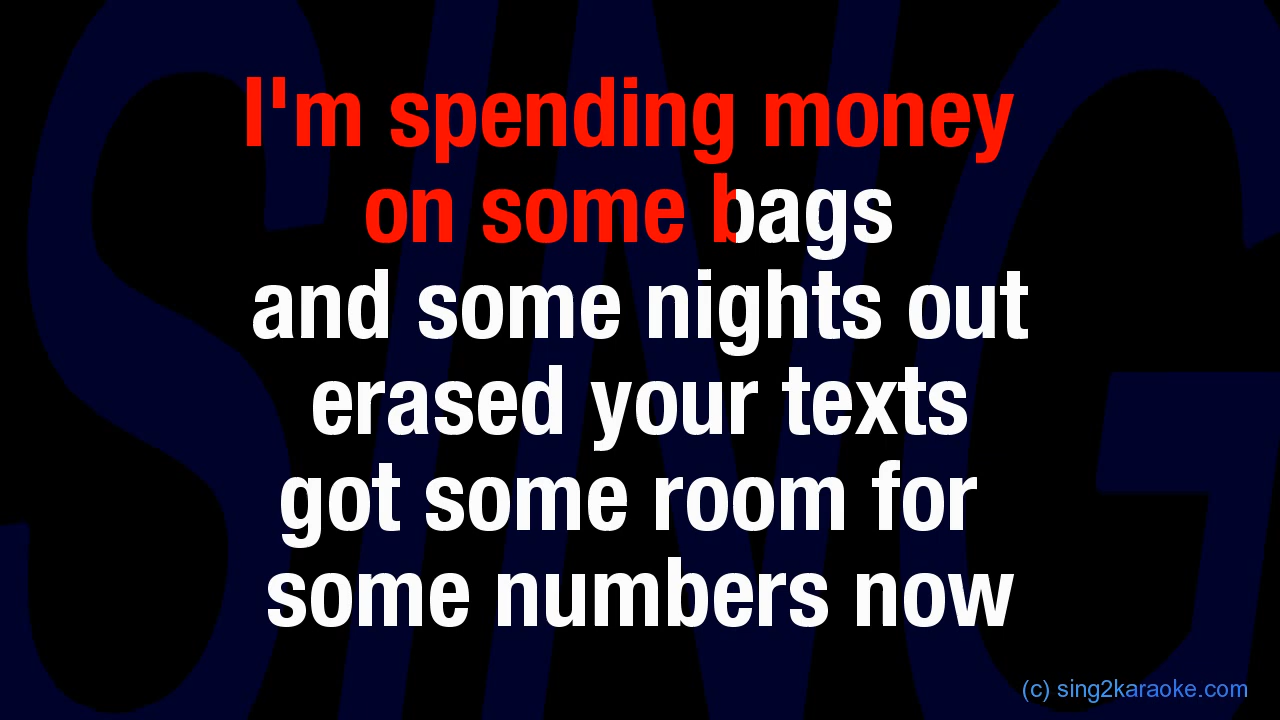 I'm spending money
on some bags
and some nights out
erased your texts
got some room for
some numbers now
(c) sing2karaoke.com
SING